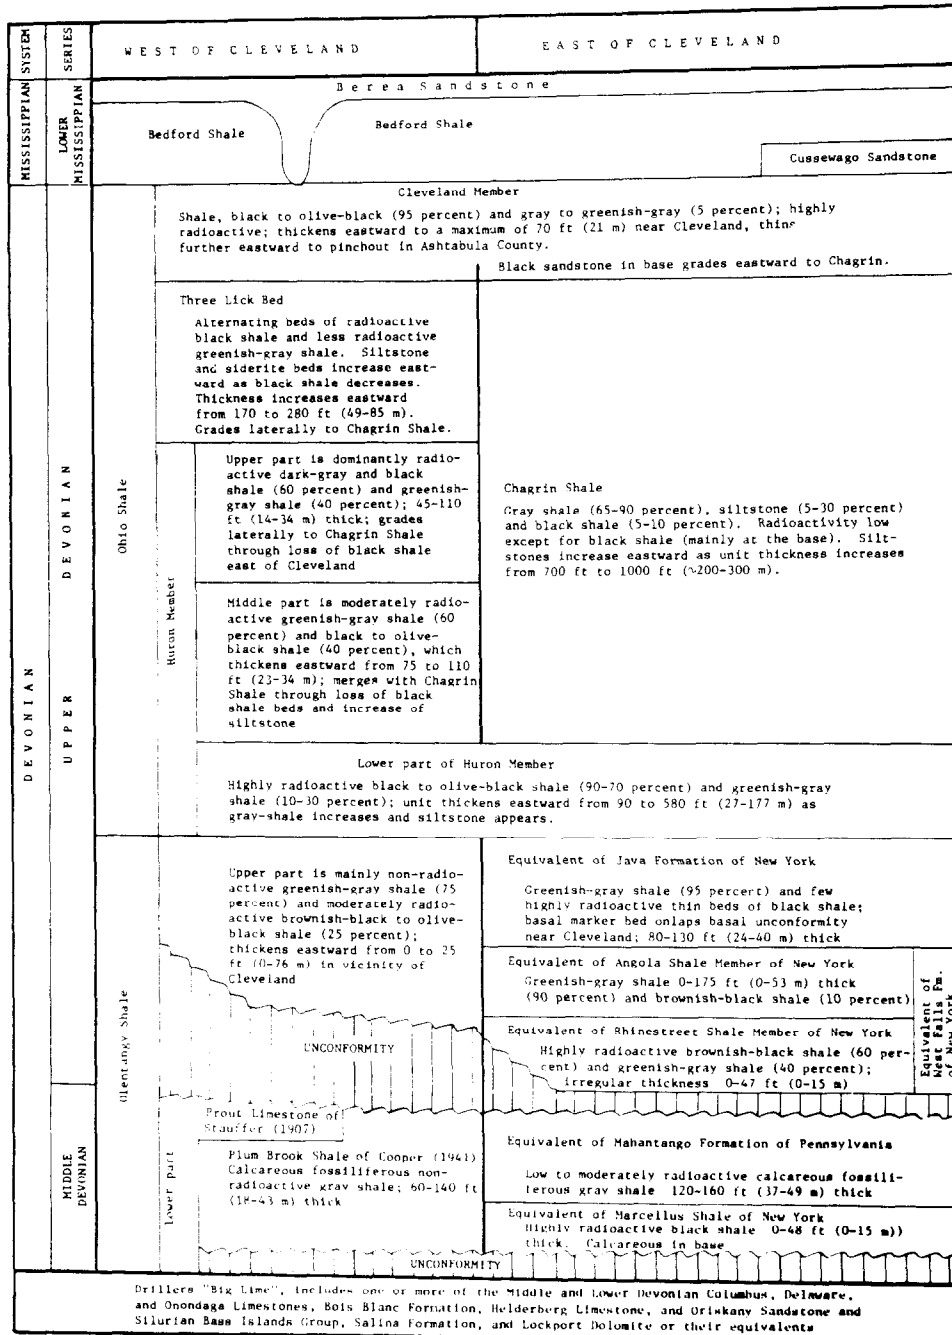 SYSTEM
SERIES
WEST OF CLEVELAND
EAST OF CLEVELAND
MISSISSIPPIAN
LOWER
MISSISSIPPIAN
Berea Sandstone
Bedford Shale
Bedford Shale
Cussewago Sandstone
DEVONIAN
UPPER DEVONIAN
Ohio Shale
Cleveland Member
Shale, black to olive-black (95 percent) and gray to greenish-gray (5 percent); highly
radioactive; thickens eastward to a maximum of 70 ft (21 m) near Cleveland, thins
further eastward to pinchout in Ashtabula County.
Black sandstone in base grades eastward to Chagrin.
Three Lick Bed
Alternating beds of radioactive
black shale and less radioactive
greenish-gray shale. Siltstone
and siderite beds increase east-
ward as black shale decreases.
Thickness increases eastward
from 170 to 280 ft (49-85 m).
Grades laterally to Chagrin Shale.
Huron Member
Upper part is dominantly radio-
active dark-gray and black
shale (60 percent) and greenish-
gray shale (40 percent); 45-110
ft (14-34 m) thick; grades
laterally to Chagrin Shale
through loss of black shale
east of Cleveland
Middle part is moderately radio-
active greenish-gray shale (60
percent) and black to olive-
black shale (40 percent), which
thickens eastward from 75 to 110
ft (23-34 m); merges with Chagrin
Shale through loss of black
shale beds and increase of
siltstone
Chagrin Shale
Gray shale (65-90 percent), siltstone (5-30 percent)
and black shale (5-10 percent). Radioactivity low
except for black shale (mainly at the base). Silt-
stones increase eastward as unit thickness increases
from 700 ft to 1000 ft (~200-300 m).
Lower part of Huron Member
Highly radioactive black to olive-black shale (90-70 percent) and greenish-gray
shale (10-30 percent); unit thickens eastward from 90 to 580 ft (27-177 m) as
gray-shale increases and siltstone appears.
Olentangy Shale
Upper part is mainly non-radio-
active greenish-gray shale (75
percent) and moderately radio-
active brownish-black to olive-
black shale (25 percent);
thickens eastward from 0 to 25
ft (0-76 m) in vicinity of
Cleveland
Equivalent of Java Formation of New York
Greenish-gray shale (95 percent) and few
highly radioactive thin beds of black shale;
basal marker bed onlaps basal unconformity
near Cleveland; 80-130 ft (24-40 m) thick
Equivalent of Angola Shale Member of New York
Greenish-gray shale 0-175 ft (0-53 m) thick
(90 percent) and brownish-black shale (10 percent)
Equivalent of Rhinestreet Shale Member of New York
Highly radioactive brownish-black shale (60 per-
cent) and greenish-gray shale (40 percent);
irregular thickness 0-47 ft (0-15 m)
Equivalent of
West Falls Fm.
of New York
UNCONFORMITY
MIDDLE
DEVONIAN
Lower part
Prout Limestone of
Stauffer (1907)
Plum Brook Shale of Cooper (1941)
Calcareous fossiliferous non-
radioactive gray shale; 60-140 ft
(18-43 m) thick
Equivalent of Mahantango Formation of Pennsylvania
Low to moderately radioactive calcareous fossili-
ferous gray shale 120-160 ft (37-49 m) thick
Equivalent of Marcellus Shale of New York
Highly radioactive black shale 0-48 ft (0-15 m))
thick. Calcareous in base
UNCONFORMITY
Drillers "Big Lime", includes one or more of the Middle and Lower Devonian Columbus, Delaware,
and Onondaga Limestones, Bois Blanc Formation, Helderberg Limestone, and Oriskany Sandstone and
Silurian Bass Islands Group, Salina Formation, and Lockport Dolomite or their equivalents